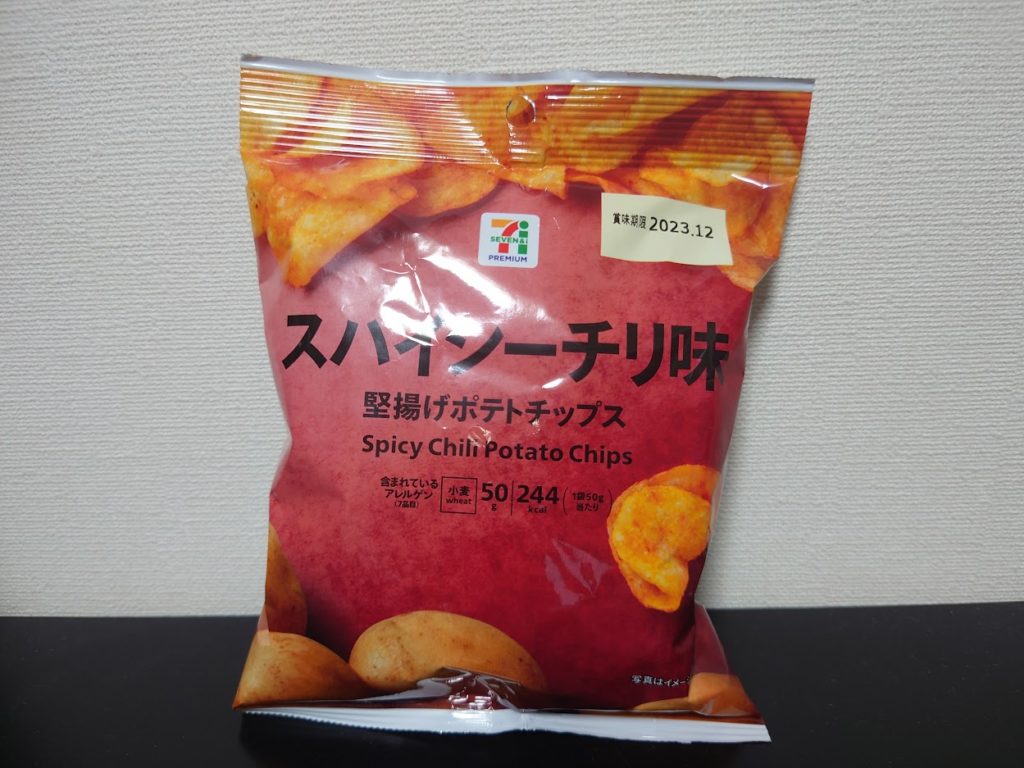 7i
SEVEN&i
PREMIUM
賞味期限 2023.12
スパイシーチリ味
堅揚げポテトチップス
Spicy Chili Potato Chips
含まれている
アレルゲン
(7品目)
小麦
wheat
50
g
244
kcal
(1袋50g
当たり)
写真はイメー